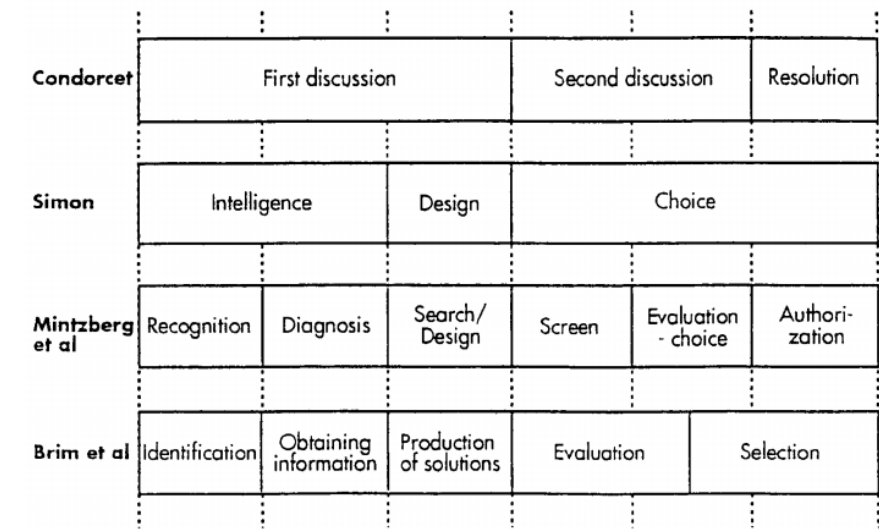 Condorcet
First discussion
Second discussion
Resolution
Simon
Intelligence
Design
Choice
Mintzberg
et al
Recognition
Diagnosis
Search/
Design
Screen
Evaluation
- choice
Authori-
zation
Brim et al
Identification
Obtaining
information
Production
of solutions
Evaluation
Selection